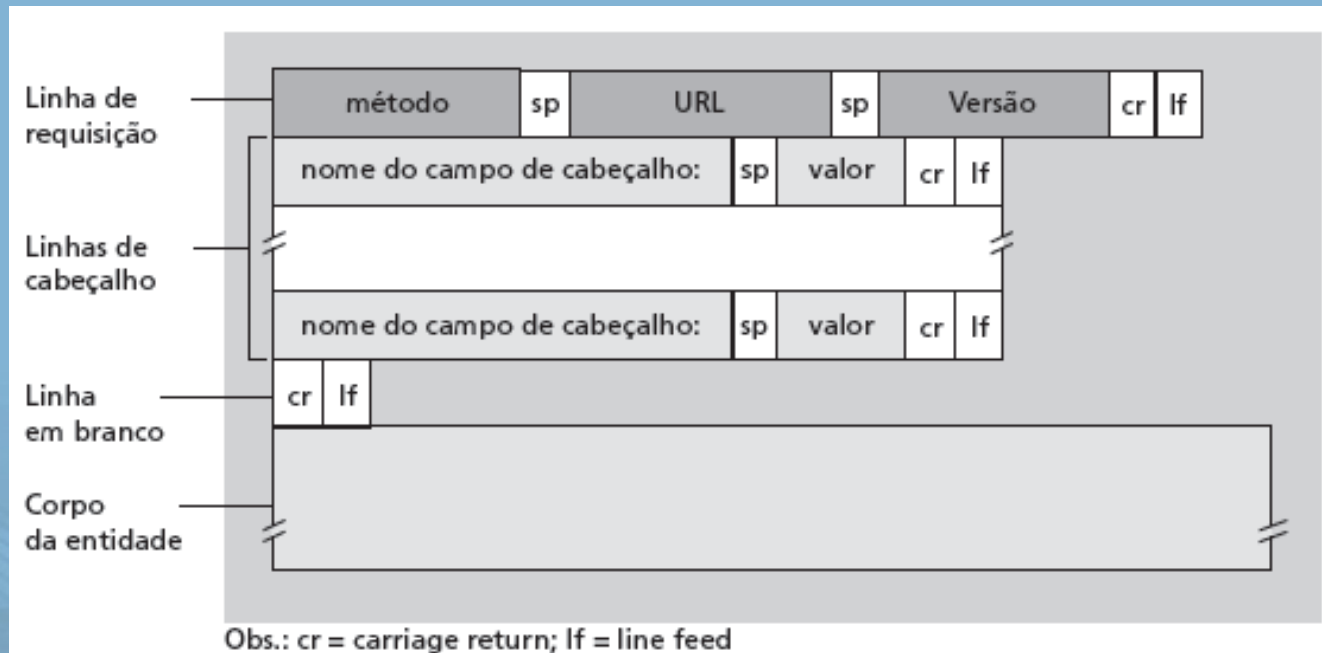 Linha de
requisição
método sp URL sp Versão cr lf
nome do campo de cabeçalho: sp valor cr lf
Linhas de
cabeçalho
nome do campo de cabeçalho: sp valor cr lf
Linha
em branco
cr lf
Corpo
da entidade
Obs.: cr = carriage return; lf = line feed